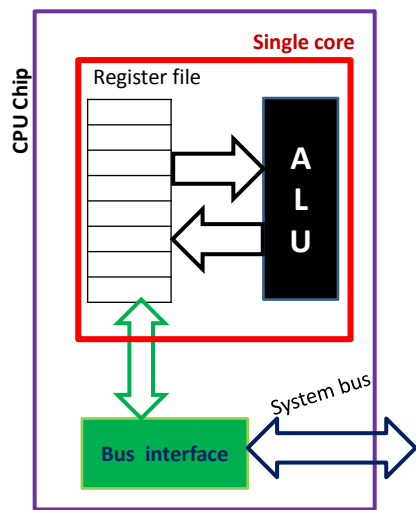 Single core
Register file
CPU Chip
A
L
U
System bus
Bus interface